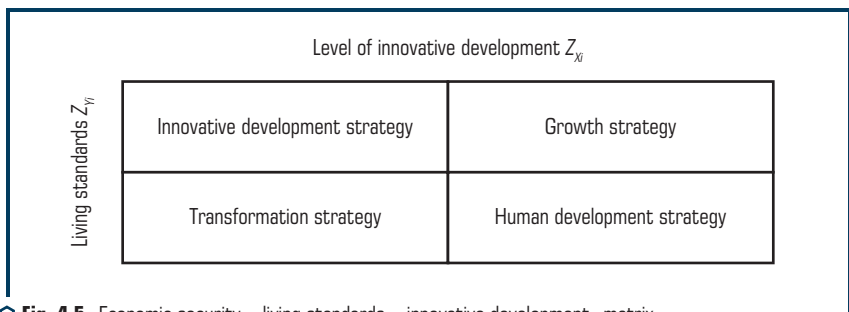 Level of innovative development Z_Xi
Living standards Z_Yi
Innovative development strategy Growth strategy
Transformation strategy Human development strategy
Fig. 4.5 Economic security living standards innovative development matrix